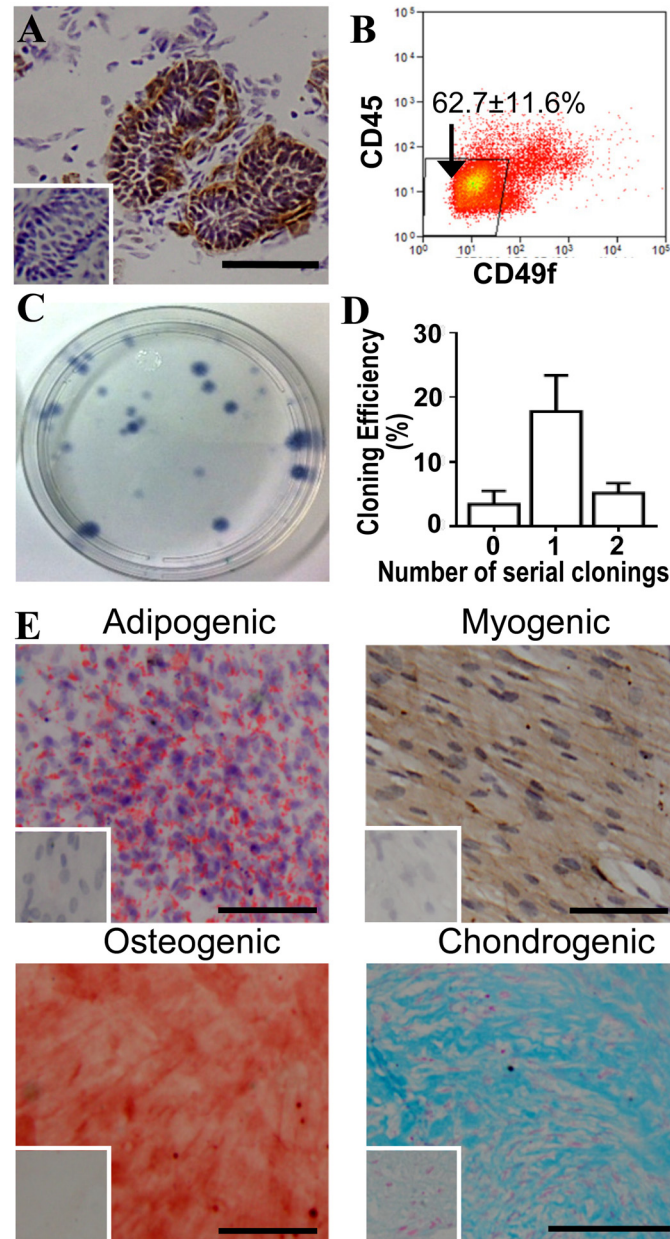 A
B
CD45
10⁵
10⁴
10³
10²
10¹
10⁰
62.7±11.6%
10⁰ 10¹ 10² 10³ 10⁴ 10⁵
CD49f
C
D
Cloning Efficiency
(%)
30
20
10
0
0 1 2
Number of serial clonings
E
Adipogenic
Myogenic
Osteogenic
Chondrogenic